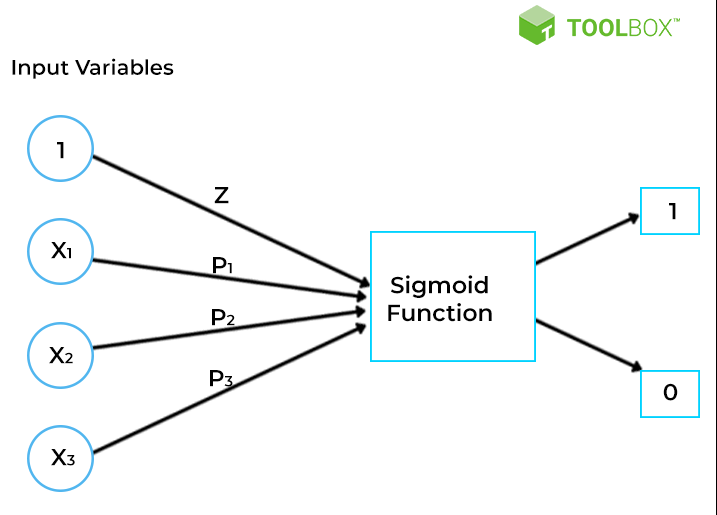 TOOLBOX™
Input Variables
1
Z
X₁
P₁
X₂
P₂
X₃
P₃
Sigmoid
Function
1
0